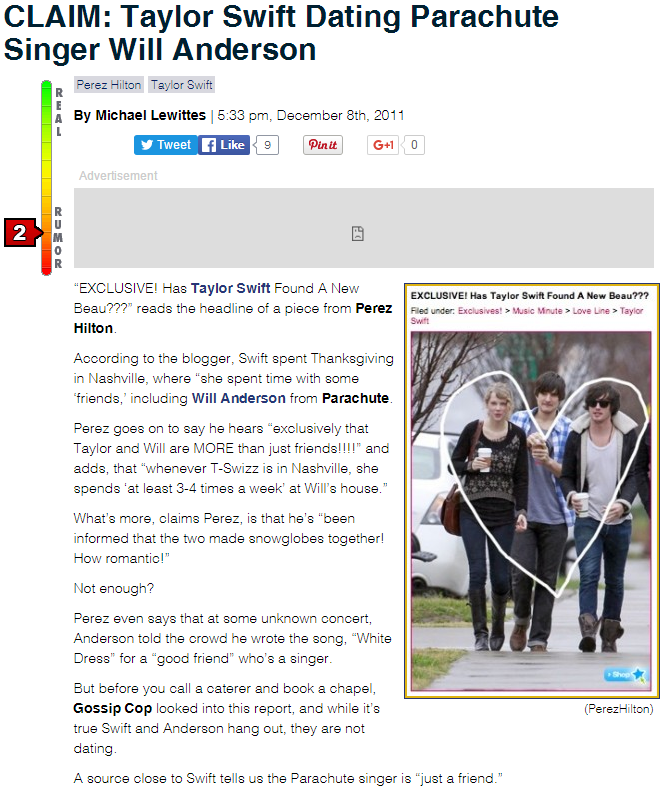 CLAIM: Taylor Swift Dating Parachute
Singer Will Anderson
Perez Hilton Taylor Swift
REAL
By Michael Lewittes | 5:33 pm, December 8th, 2011
Tweet Like 9 Pinit G+1 0
Advertisement
RUMOR
2
“EXCLUSIVE! Has Taylor Swift Found A New
Beau???” reads the headline of a piece from Perez
Hilton.
According to the blogger, Swift spent Thanksgiving
in Nashville, where “she spent time with some
‘friends,’ including Will Anderson from Parachute.
Perez goes on to say he hears “exclusively that
Taylor and Will are MORE than just friends!!!!” and
adds, that “whenever T-Swizz is in Nashville, she
spends ‘at least 3-4 times a week’ at Will’s house.”
What’s more, claims Perez, is that he’s “been
informed that the two made snowglobes together!
How romantic!”
Not enough?
Perez even says that at some unknown concert,
Anderson told the crowd he wrote the song, “White
Dress” for a “good friend” who’s a singer.
But before you call a caterer and book a chapel,
Gossip Cop looked into this report, and while it’s
true Swift and Anderson hang out, they are not
dating.
A source close to Swift tells us the Parachute singer is “just a friend.”
EXCLUSIVE! Has Taylor Swift Found A New Beau???
Filed under: Exclusives! > Music Minute > Love Line > Taylor
Swift
Shop
(PerezHilton)